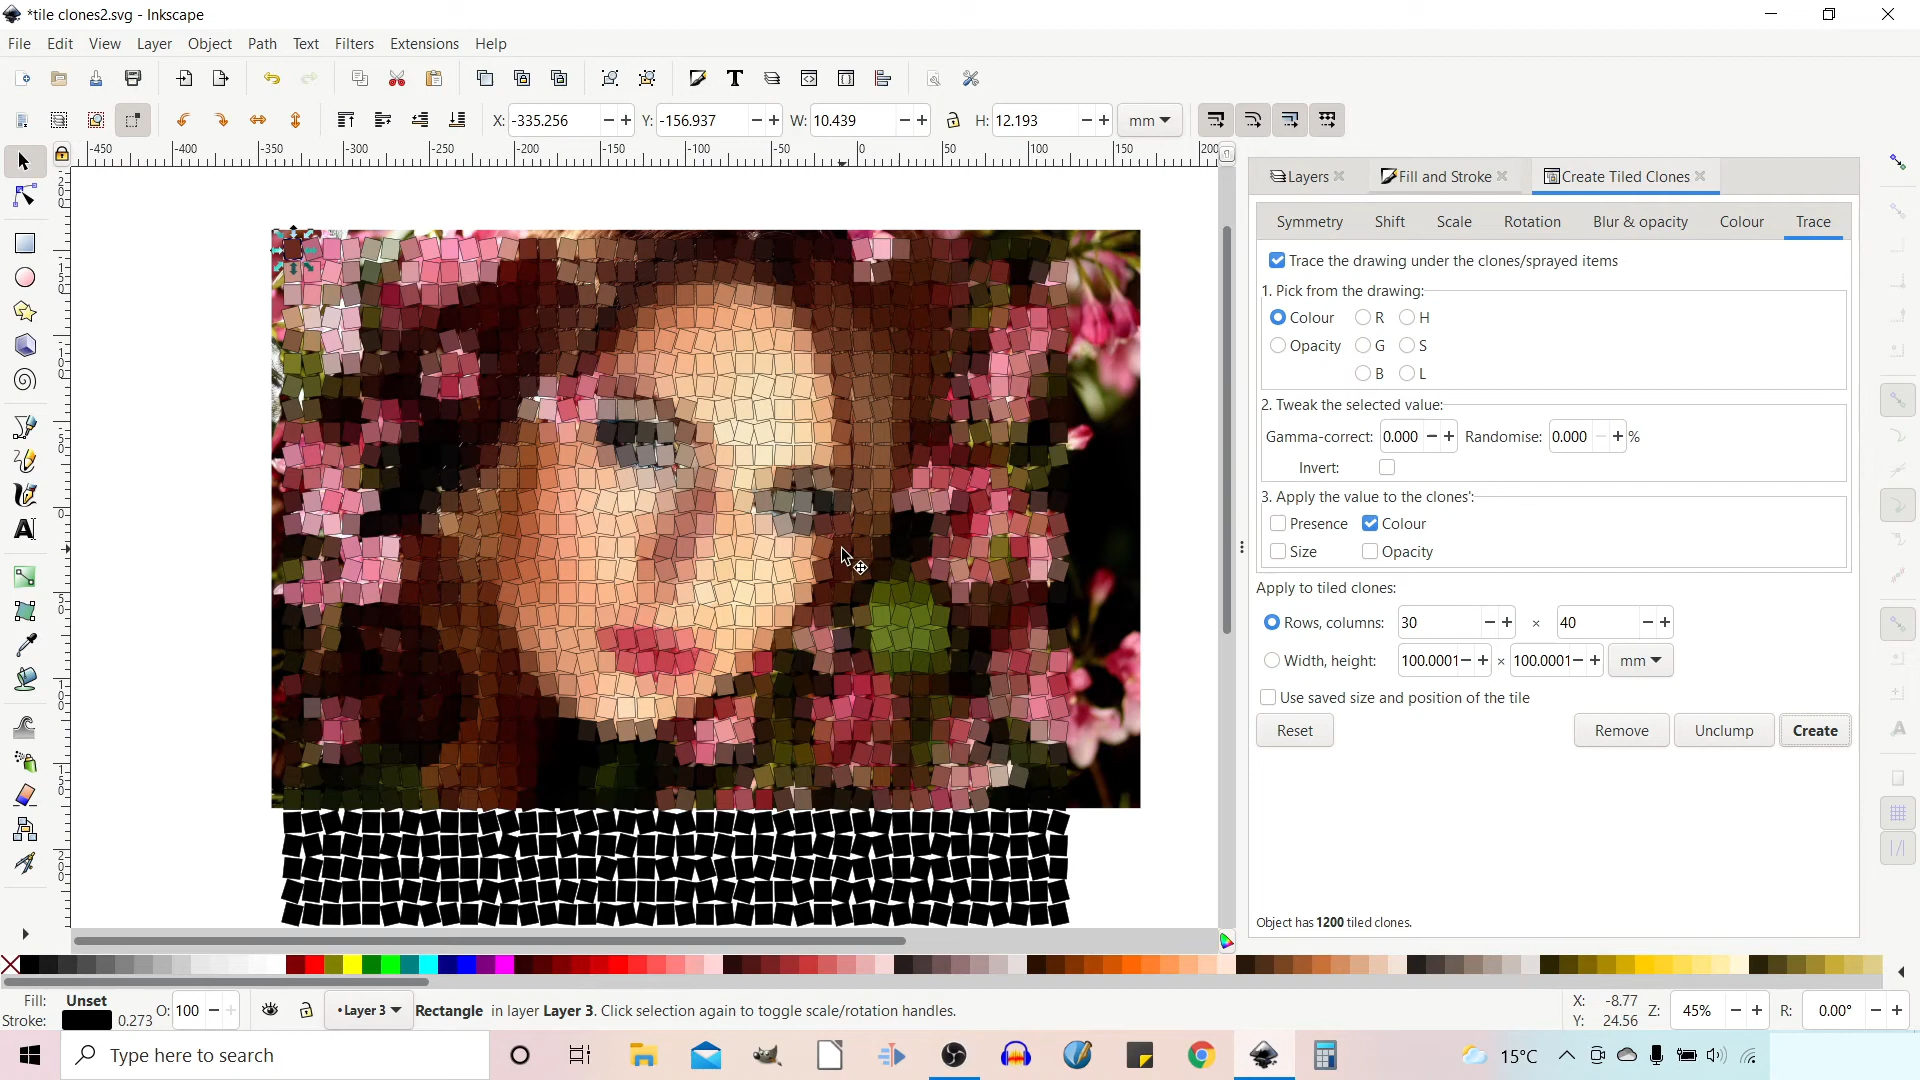 *tile clones2.svg - Inkscape
File Edit View Layer Object Path Text Filters Extensions Help
X: -335.256 Y: -156.937 W: 10.439 H: 12.193 mm
-450 -400 -350 -300 -250 -200 -150 -100 -50 0 50 100 150 200
Layers Fill and Stroke Create Tiled Clones
Symmetry Shift Scale Rotation Blur & opacity Colour Trace
Trace the drawing under the clones/sprayed items
1. Pick from the drawing:
Colour R H
Opacity G S
B L
2. Tweak the selected value:
Gamma-correct: 0.000 Randomise: 0.000 %
Invert:
3. Apply the value to the clones':
Presence Colour
Size Opacity
Apply to tiled clones:
Rows, columns: 30 × 40
Width, height: 100.0001 × 100.0001 mm
Use saved size and position of the tile
Reset Remove Unclump Create
Object has 1200 tiled clones.
Fill: Unset
Stroke: 0.273 O: 100 •Layer 3 Rectangle in layer Layer 3. Click selection again to toggle scale/rotation handles.
X: -8.77
Y: 24.56 Z: 45% R: 0.00°
Type here to search
15°C